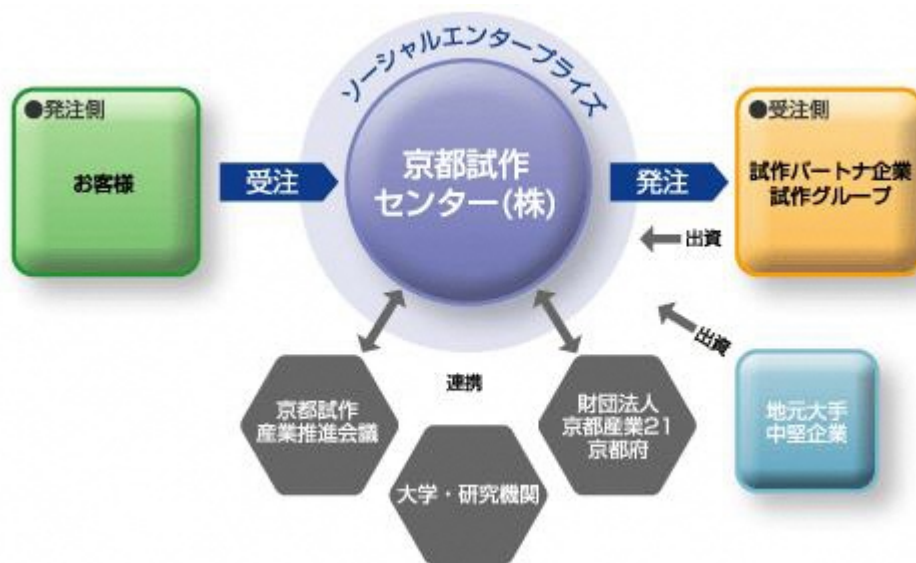 ソーシャルエンタープライズ
●発注側
お客様
受注
京都試作
センター(株)
発注
●受注側
試作パートナ企業
試作グループ
出資
出資
地元大手
中堅企業
連携
京都試作
産業推進会議
大学・研究機関
財団法人
京都産業21
京都府